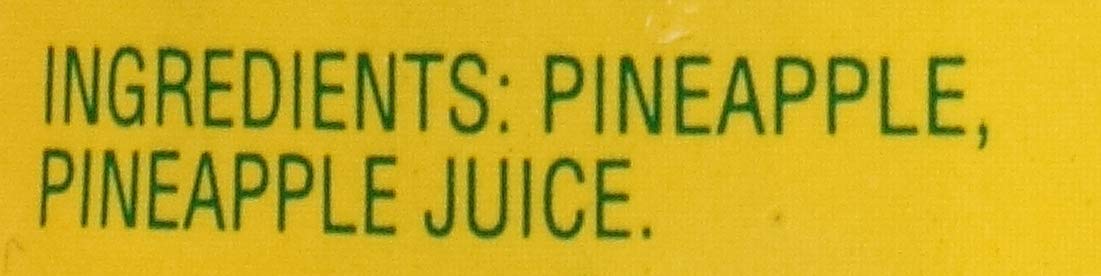 INGREDIENTS: PINEAPPLE,
PINEAPPLE JUICE.